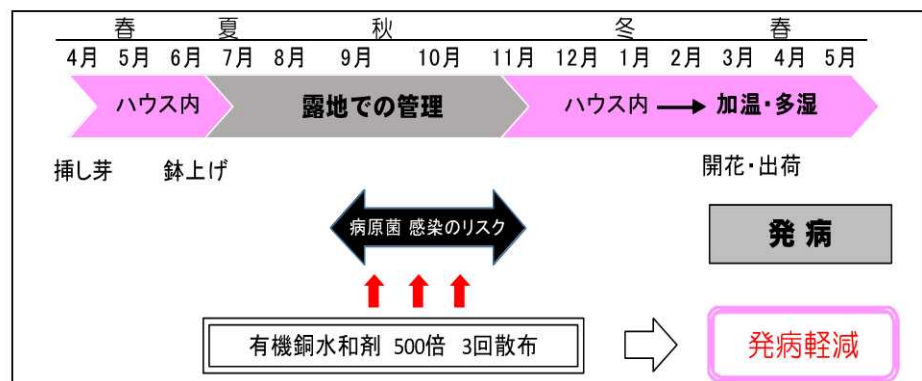 春 夏 秋 冬 春
4月 5月 6月 7月 8月 9月 10月 11月 12月 1月 2月 3月 4月 5月
ハウス内 露地での管理 ハウス内 加温・多湿
挿し芽 鉢上げ 開花・出荷
病原菌 感染のリスク
発病
有機銅水和剤 500倍 3回散布
発病軽減